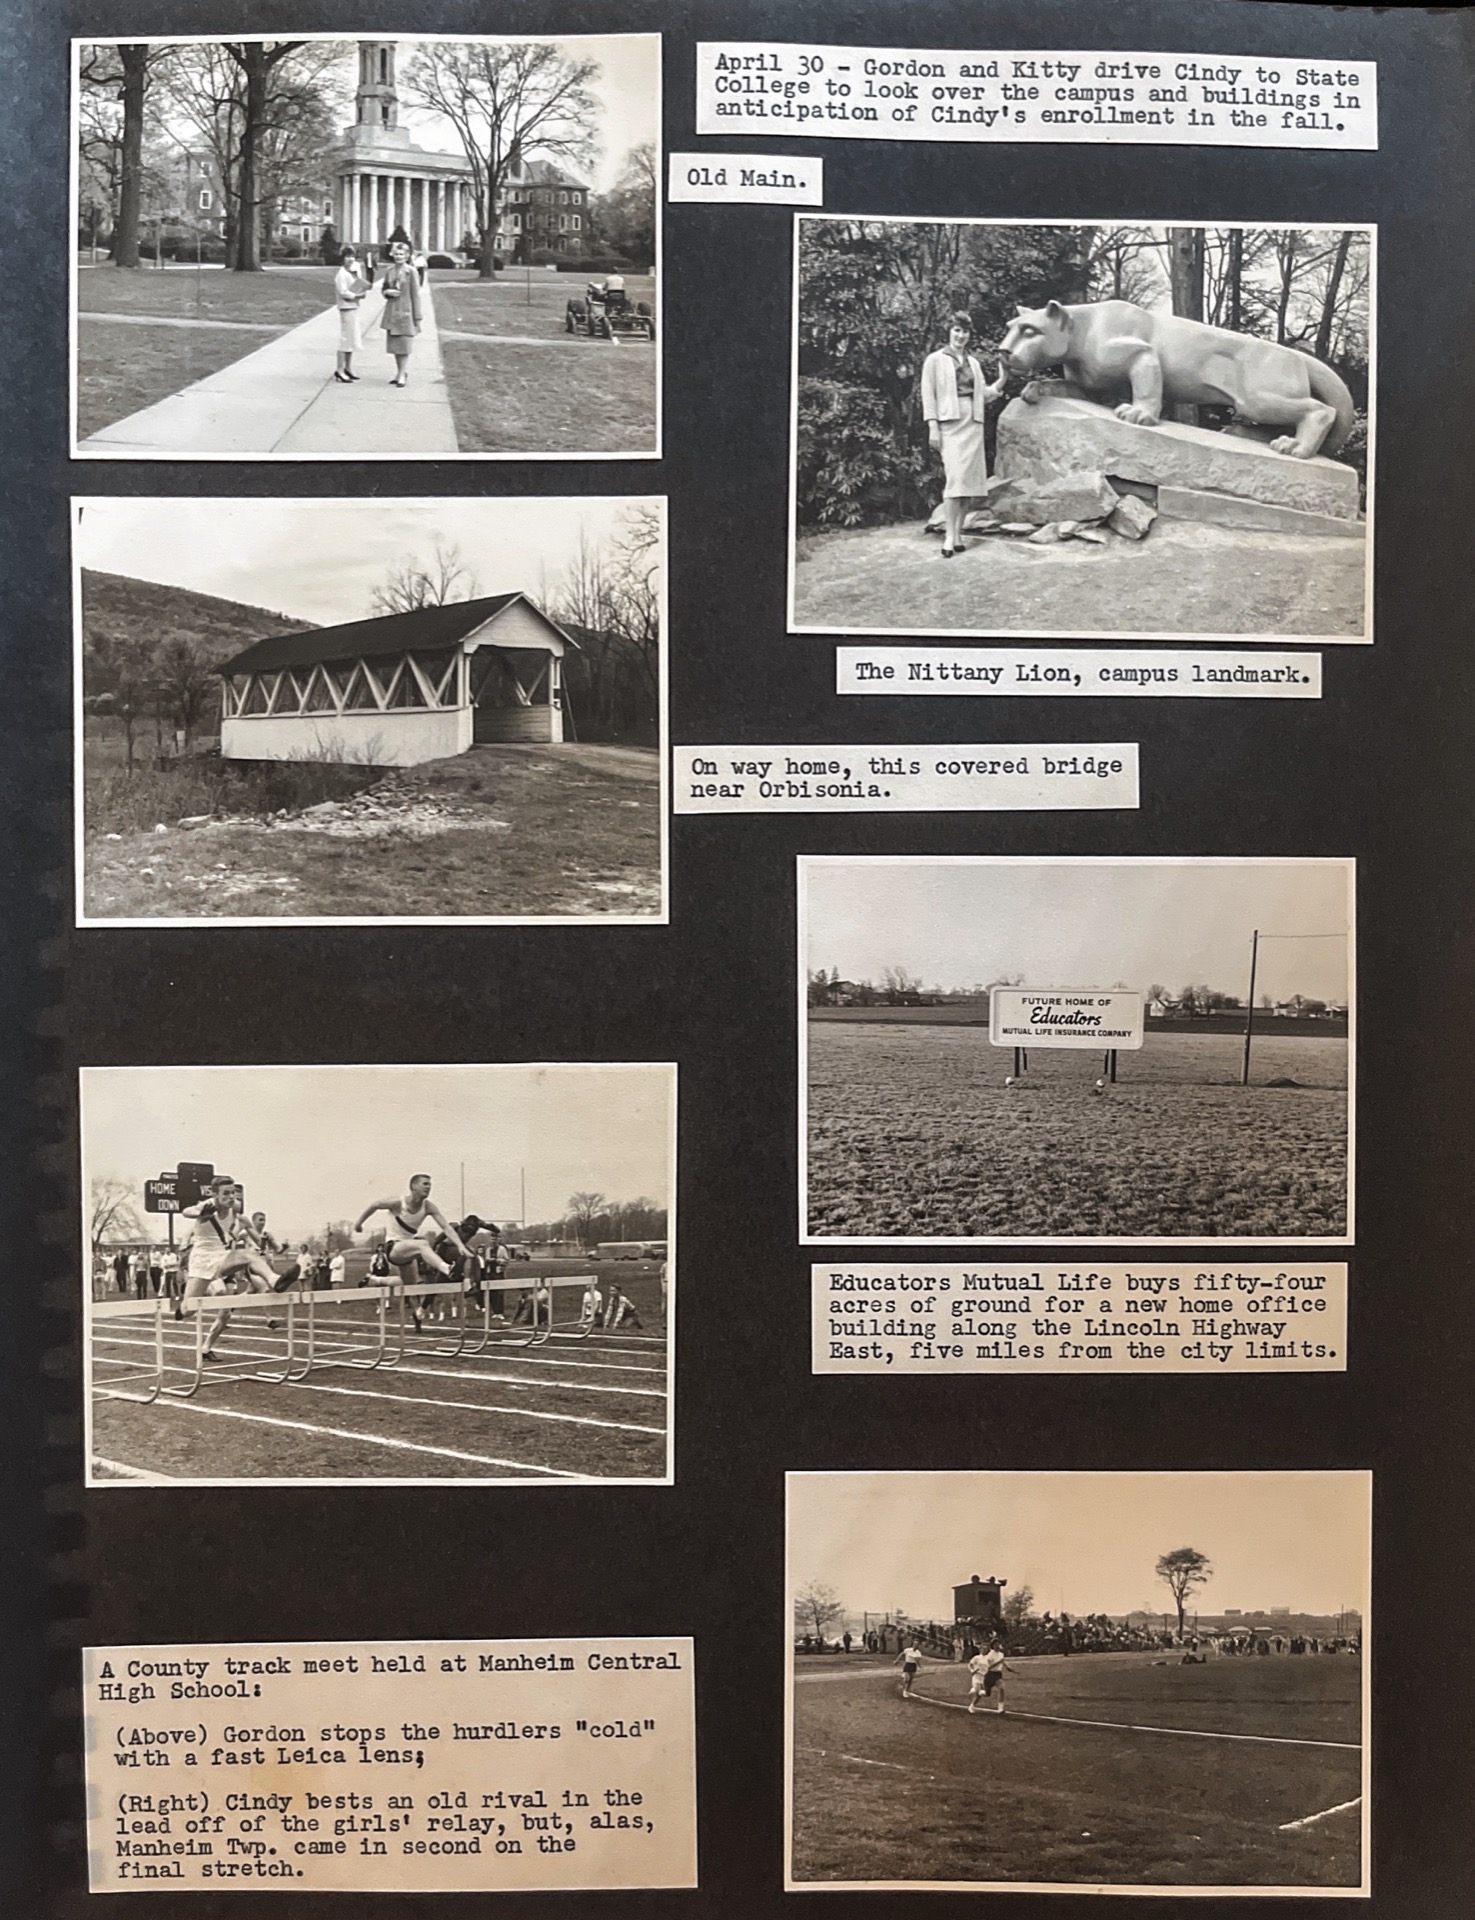 April 30 - Gordon and Kitty drive Cindy to State
College to look over the campus and buildings in
anticipation of Cindy's enrollment in the fall.
Old Main.
The Nittany Lion, campus landmark.
On way home, this covered bridge
near Orbisonia.
FUTURE HOME OF
Educators
MUTUAL LIFE INSURANCE COMPANY
Educators Mutual Life buys fifty-four
acres of ground for a new home office
building along the Lincoln Highway
East, five miles from the city limits.
HOME VIS
DOWN
A County track meet held at Manheim Central
High School:
(Above) Gordon stops the hurdlers "cold"
with a fast Leica lens;
(Right) Cindy bests an old rival in the
lead off of the girls' relay, but, alas,
Manheim Twp. came in second on the
final stretch.